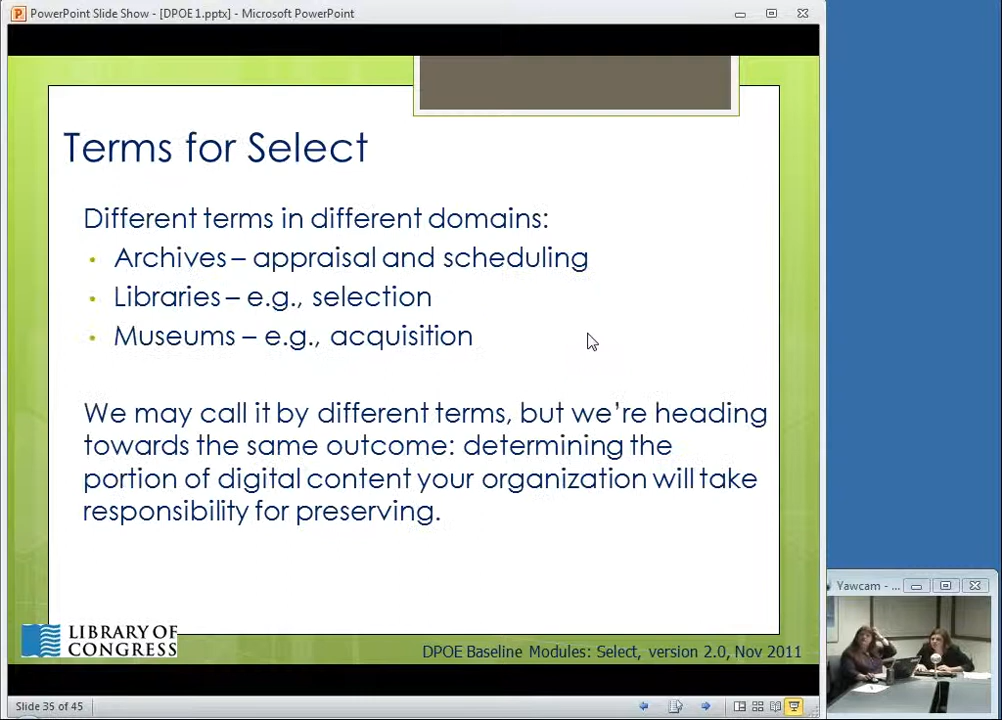 PowerPoint Slide Show - [DPOE 1.pptx] - Microsoft PowerPoint
Terms for Select
Different terms in different domains:
• Archives – appraisal and scheduling
• Libraries – e.g., selection
• Museums – e.g., acquisition
We may call it by different terms, but we're heading
towards the same outcome: determining the
portion of digital content your organization will take
responsibility for preserving.
LIBRARY OF
CONGRESS
DPOE Baseline Modules: Select, version 2.0, Nov 2011
Slide 35 of 45
Yawcam - ...